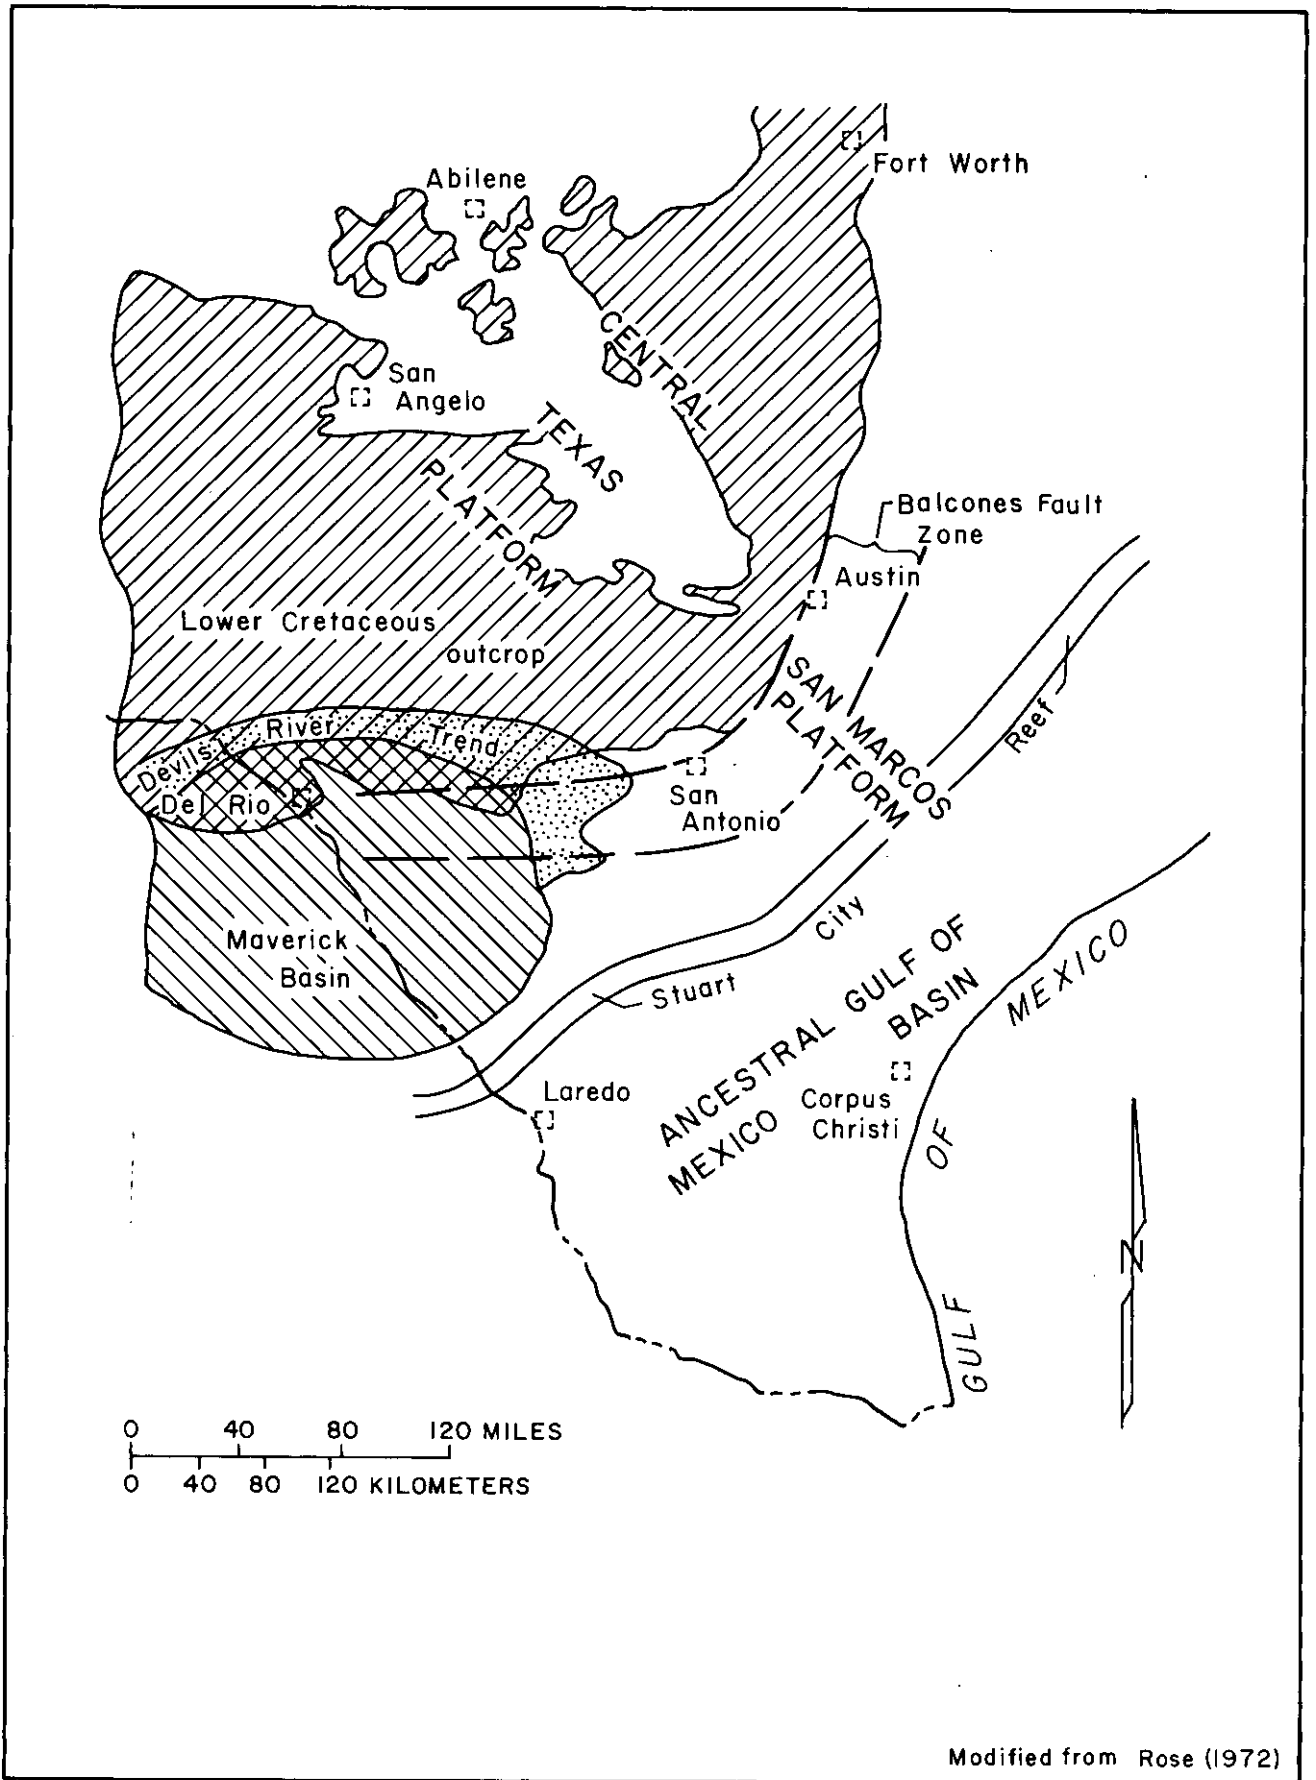 Fort Worth
Abilene
San
Angelo
CENTRAL
TEXAS
PLATFORM
Balcones Fault
Zone
Austin
Lower Cretaceous
outcrop
SAN MARCOS
PLATFORM
Reef
Devils River Trend
Del Rio
San
Antonio
Maverick
Basin
City
Stuart
ANCESTRAL GULF OF
MEXICO BASIN
GULF OF MEXICO
Laredo
Corpus
Christi
N
0 40 80 120 MILES
0 40 80 120 KILOMETERS
Modified from Rose (1972)